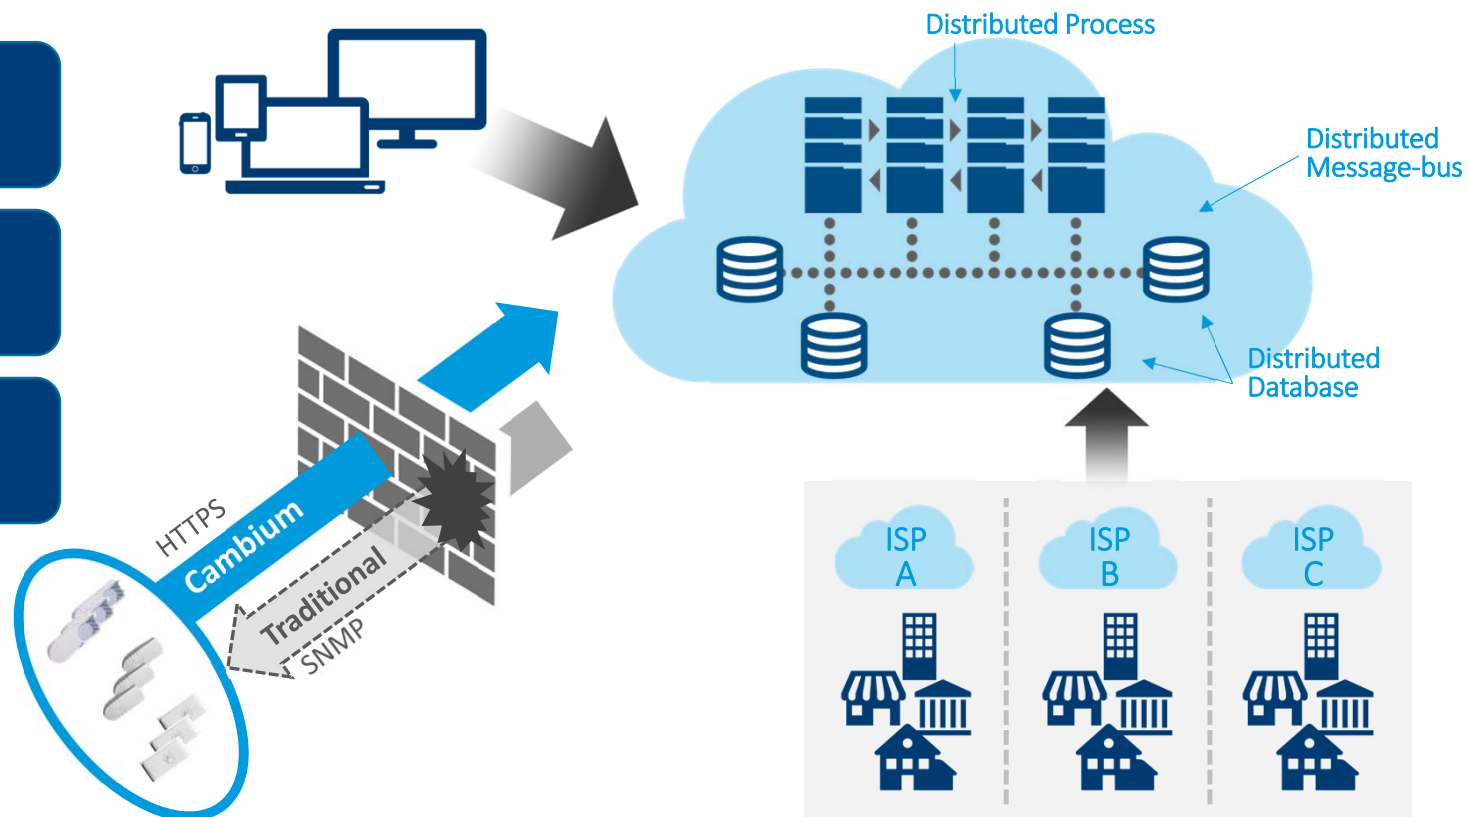 Distributed Process
Distributed
Message-bus
Distributed
Database
HTTPS
Cambium
Traditional
SNMP
ISP
A
ISP
B
ISP
C